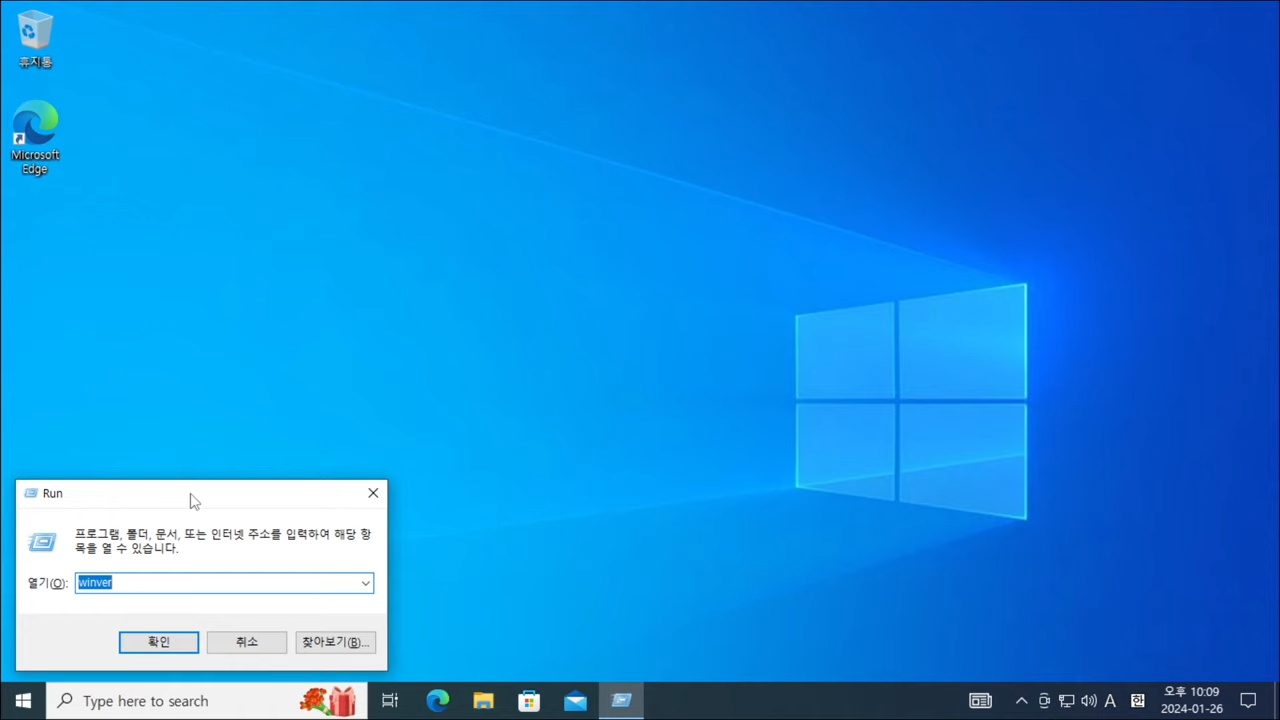 휴지통
Microsoft
Edge
Run
프로그램, 폴더, 문서, 또는 인터넷 주소를 입력하여 해당 항
목을 열 수 있습니다.
열기(O):
winver
확인
취소
찾아보기(B)...
Type here to search
A
한
오후 10:09
2024-01-26